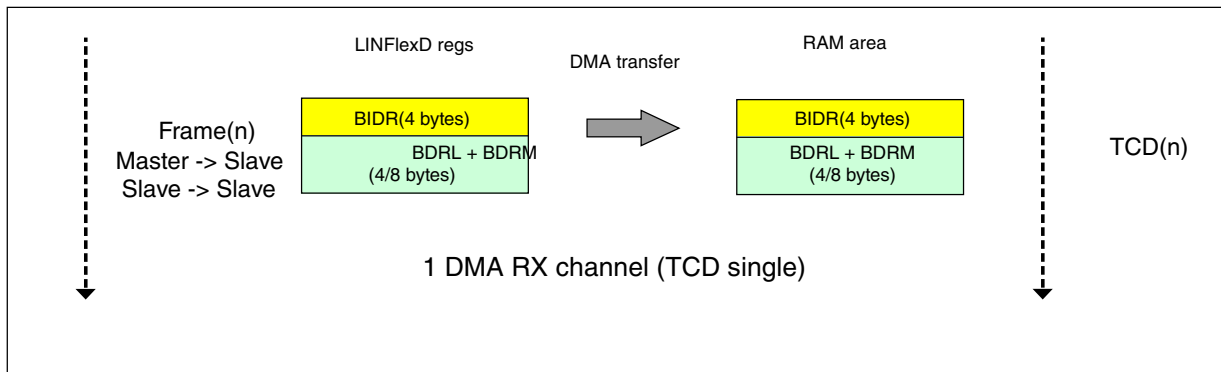 LINFlexD regs
DMA transfer
RAM area
Frame(n)
Master -> Slave
Slave -> Slave
BIDR(4 bytes)
BDRL + BDRM
(4/8 bytes)
BIDR(4 bytes)
BDRL + BDRM
(4/8 bytes)
TCD(n)
1 DMA RX channel (TCD single)